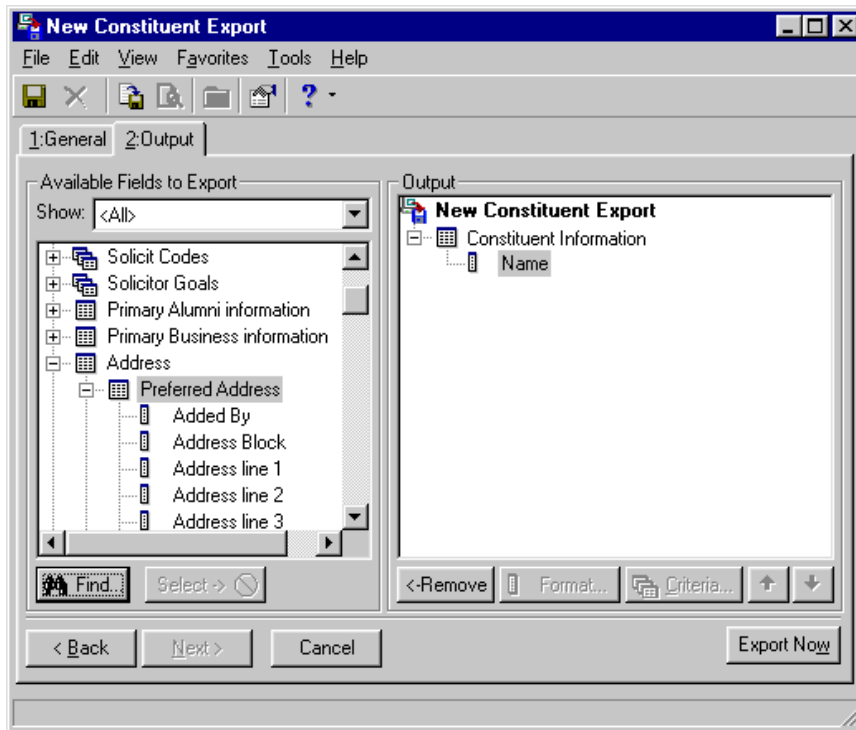 New Constituent Export
File Edit View Favorites Tools Help
?
1:General 2:Output
Available Fields to Export
Show: <All>
Solicit Codes
Solicitor Goals
Primary Alumni information
Primary Business information
Address
Preferred Address
Added By
Address Block
Address line 1
Address line 2
Address line 3
Find...
Select ->
Output
New Constituent Export
Constituent Information
Name
<-Remove
Format...
Criteria...
< Back
Next >
Cancel
Export Now